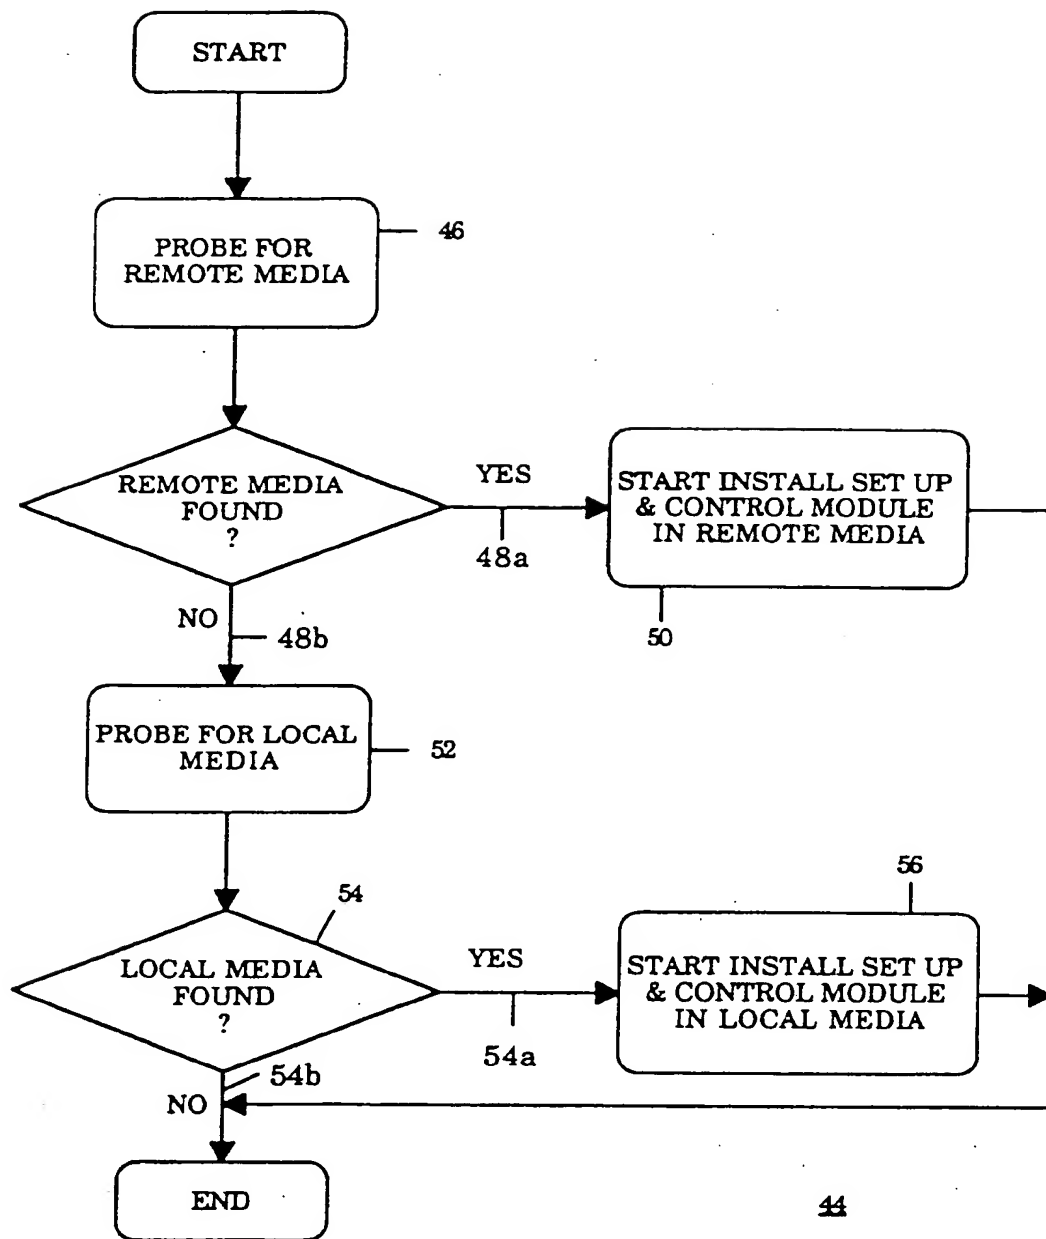 START
PROBE FOR
REMOTE MEDIA
46
REMOTE MEDIA
FOUND
?
YES
48a
START INSTALL SET UP
& CONTROL MODULE
IN REMOTE MEDIA
50
NO
48b
PROBE FOR LOCAL
MEDIA
52
54
LOCAL MEDIA
FOUND
?
YES
54a
56
START INSTALL SET UP
& CONTROL MODULE
IN LOCAL MEDIA
54b
NO
END
44